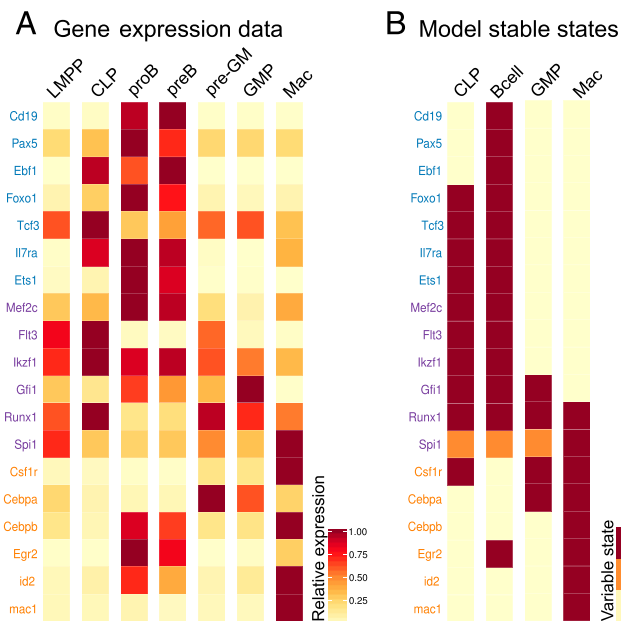 A Gene expression data
B Model stable states
LMPP CLP proB preB pre-GM GMP Mac
CLP Bcell GMP Mac
Cd19
Pax5
Ebf1
Foxo1
Tcf3
Il7ra
Ets1
Mef2c
Flt3
Ikzf1
Gfi1
Runx1
Spi1
Csf1r
Cebpa
Cebpb
Egr2
id2
mac1
Relative expression
1.00
0.75
0.50
0.25
Cd19
Pax5
Ebf1
Foxo1
Tcf3
Il7ra
Ets1
Mef2c
Flt3
Ikzf1
Gfi1
Runx1
Spi1
Csf1r
Cebpa
Cebpb
Egr2
id2
mac1
Variable state